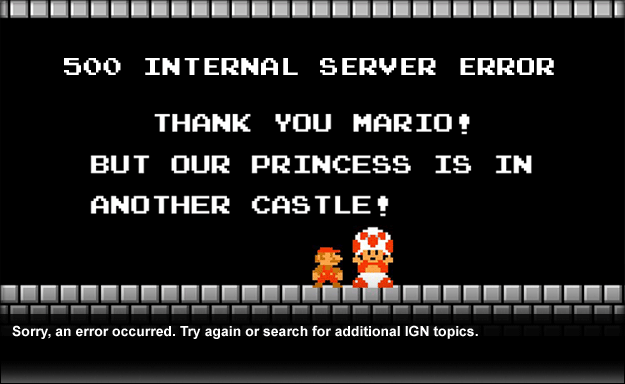 500 INTERNAL SERVER ERROR
THANK YOU MARIO!
BUT OUR PRINCESS IS IN
ANOTHER CASTLE!
Sorry, an error occurred. Try again or search for additional IGN topics.